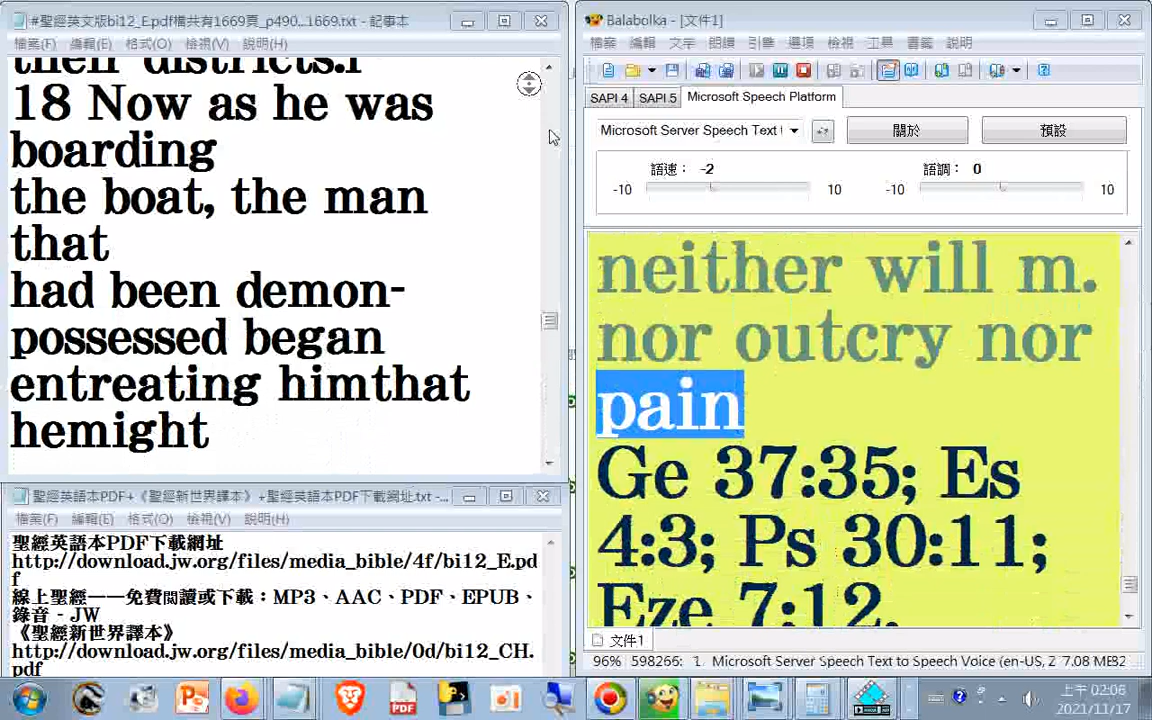 #聖經英文版bi12_E.pdf檔共有1669頁_p490...1669.txt - 記事本
檔案(F) 編輯(E) 格式(O) 檢視(V) 說明(H)
their districts.r
18 Now as he was
boarding
the boat, the man
that
had been demon-
possessed began
entreating himthat
hemight
聖經英語本PDF+《聖經新世界譯本》+聖經英語本PDF下載網址.txt - ...
檔案(F) 編輯(E) 格式(O) 檢視(V) 說明(H)
聖經英語本PDF下載網址
http://download.jw.org/files/media_bible/4f/bi12_E.pd
f
線上聖經——免費閱讀或下載：MP3、AAC、PDF、EPUB、
錄音 - JW
《聖經新世界譯本》
http://download.jw.org/files/media_bible/0d/bi12_CH.
pdf
Balabolka - [文件1]
檔案 編輯 文字 朗讀 引擎 選項 檢視 工具 書籤 說明
SAPI 4 SAPI 5 Microsoft Speech Platform
Microsoft Server Speech Text 關於 預設
語速： -2 語調： 0
-10 10 -10 10
neither will m.
nor outcry nor
pain
Ge 37:35; Es
4:3; Ps 30:11;
Eze 7:12.
文件1
96% 598266: Microsoft Server Speech Text to Speech Voice (en-US, Z 7.08 MB
上午 02:06
2021/11/17